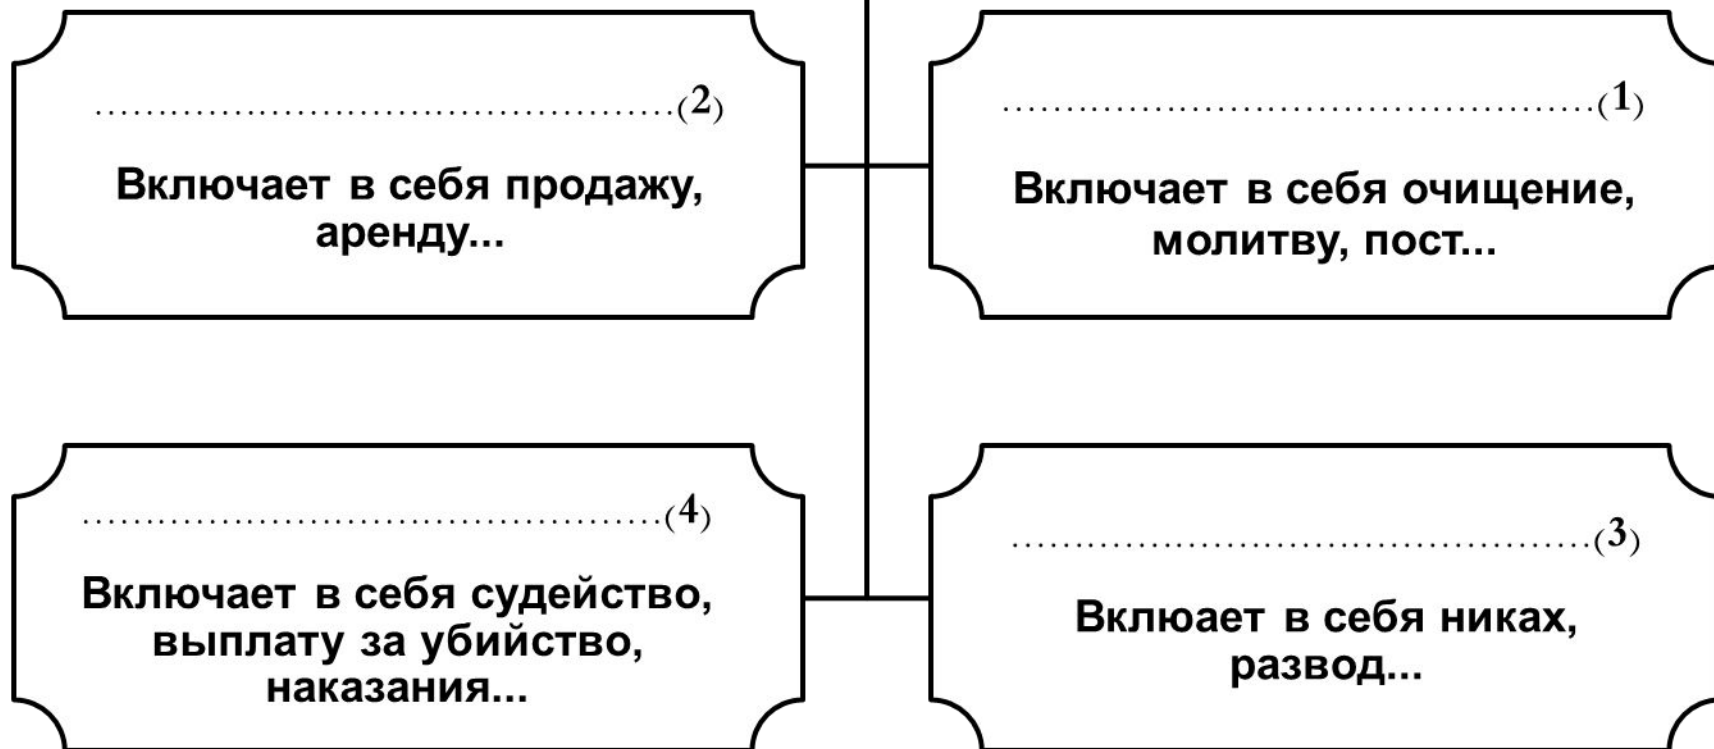 ........................................(1)
Включает в себя очищение,
молитву, пост...
........................................(2)
Включает в себя продажу,
аренду...
........................................(3)
Вклюает в себя никах,
развод...
........................................(4)
Включает в себя судейство,
выплату за убийство,
наказания...